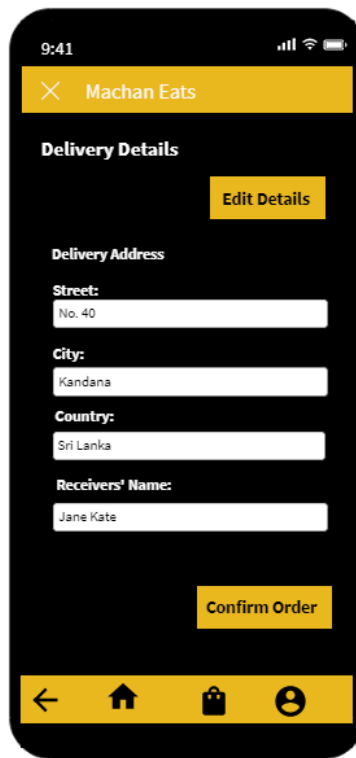 9:41
Machan Eats
Delivery Details
Edit Details
Delivery Address
Street:
No. 40
City:
Kandana
Country:
Sri Lanka
Receivers' Name:
Jane Kate
Confirm Order